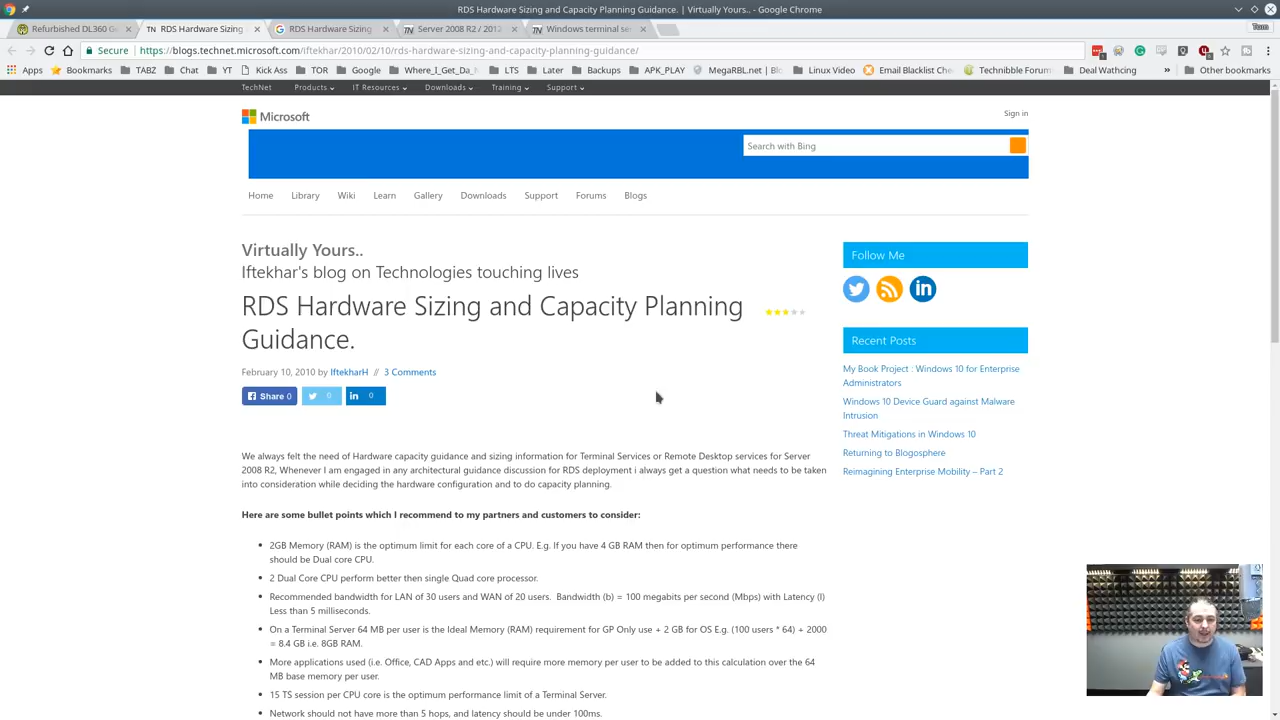 RDS Hardware Sizing and Capacity Planning Guidance. | Virtually Yours.. - Google Chrome
Refurbished DL360 G
RDS Hardware Sizing
RDS Hardware Sizing
Server 2008 R2 / 2012
Windows terminal se
Tom
Secure
https://blogs.technet.microsoft.com/iftekhar/2010/02/10/rds-hardware-sizing-and-capacity-planning-guidance/
Apps
Bookmarks
TABZ
Chat
YT
Kick Ass
TOR
Google
Where_I_Get_Da_
LTS
Later
Backups
APK_PLAY
MegaRBL.net | Blo
Linux Video
Email Blacklist Che
Technibble Forum
Deal Wathcing
»
Other bookmarks
TechNet
Products
IT Resources
Downloads
Training
Support
Microsoft
Sign in
Search with Bing
Home
Library
Wiki
Learn
Gallery
Downloads
Support
Forums
Blogs
Virtually Yours..
Iftekhar's blog on Technologies touching lives
RDS Hardware Sizing and Capacity Planning
Guidance.
February 10, 2010 by IftekharH // 3 Comments
Share 0
0
0
We always felt the need of Hardware capacity guidance and sizing information for Terminal Services or Remote Desktop services for Server
2008 R2, Whenever I am engaged in any architectural guidance discussion for RDS deployment i always get a question what needs to be taken
into consideration while deciding the hardware configuration and to do capacity planning.
Here are some bullet points which I recommend to my partners and customers to consider:
2GB Memory (RAM) is the optimum limit for each core of a CPU. E.g. If you have 4 GB RAM then for optimum performance there
should be Dual core CPU.
2 Dual Core CPU perform better then single Quad core processor.
Recommended bandwidth for LAN of 30 users and WAN of 20 users. Bandwidth (b) = 100 megabits per second (Mbps) with Latency (l)
Less than 5 milliseconds.
On a Terminal Server 64 MB per user is the Ideal Memory (RAM) requirement for GP Only use + 2 GB for OS E.g. (100 users * 64) + 2000
= 8.4 GB i.e. 8GB RAM.
More applications used (i.e. Office, CAD Apps and etc.) will require more memory per user to be added to this calculation over the 64
MB base memory per user.
15 TS session per CPU core is the optimum performance limit of a Terminal Server.
Network should not have more than 5 hops, and latency should be under 100ms.
Follow Me
Recent Posts
My Book Project : Windows 10 for Enterprise
Administrators
Windows 10 Device Guard against Malware
Intrusion
Threat Mitigations in Windows 10
Returning to Blogosphere
Reimagining Enterprise Mobility – Part 2